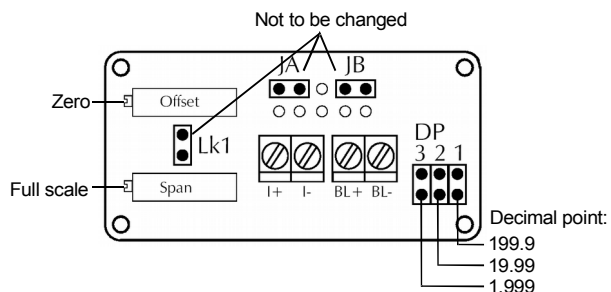 Not to be changed
JA JB
Zero
Offset
Lk1
DP
3 2 1
Full scale
Span
I+ I- BL+ BL-
Decimal point:
199.9
19.99
1.999